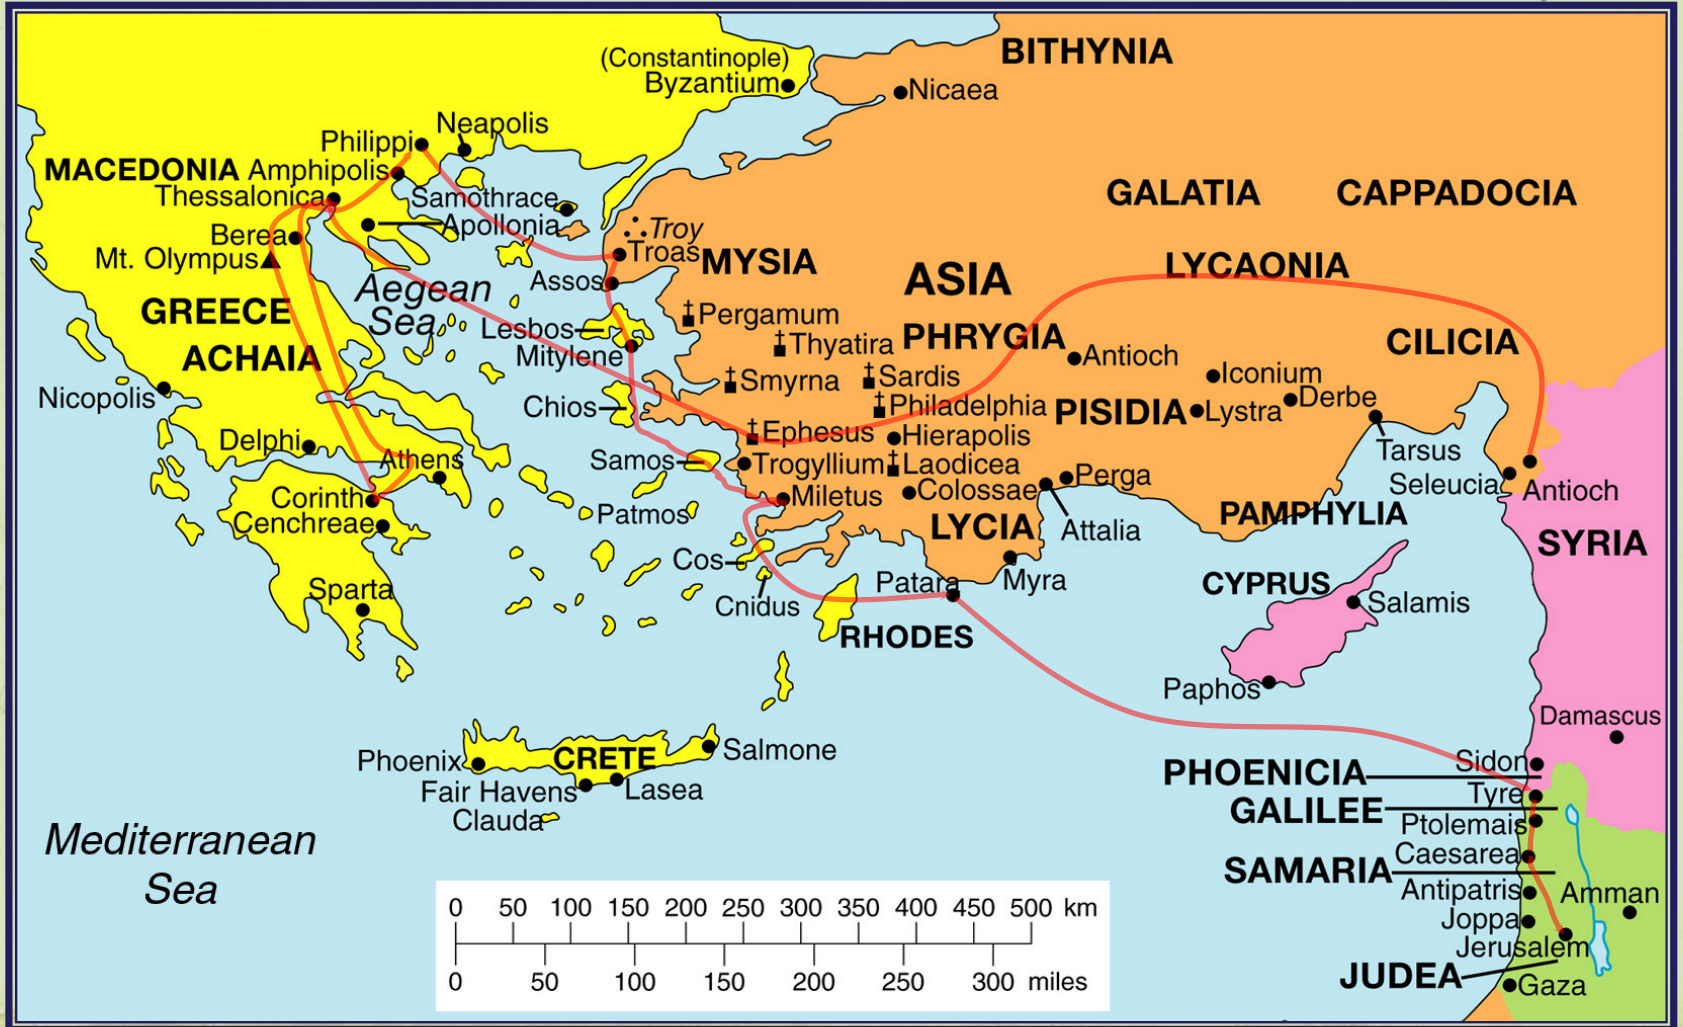 (Constantinople)
Byzantium
BITHYNIA
Nicaea
Neapolis
Philippi
MACEDONIA
Amphipolis
Thessalonica
Samothrace
Apollonia
Berea
Mt. Olympus
Troy
Troas
MYSIA
GALATIA
CAPPADOCIA
LYCAONIA
ASIA
Assos
Aegean
Sea
GREECE
ACHAIA
Lesbos
Mitylene
Pergamum
Thyatira
PHRYGIA
Antioch
CILICIA
Smyrna
Sardis
Iconium
Nicopolis
Chios
Philadelphia
PISIDIA
Lystra
Derbe
Delphi
Ephesus
Hierapolis
Tarsus
Athens
Samos
Trogyllium
Laodicea
Perga
Seleucia
Antioch
Corinth
Miletus
Colossae
Attalia
PAMPHYLIA
Cenchreae
Patmos
LYCIA
SYRIA
Cos
Patara
Myra
CYPRUS
Salamis
Sparta
Cnidus
RHODES
Paphos
Damascus
Phoenix
CRETE
Salmone
Sidon
PHOENICIA
Fair Havens
Lasea
Tyre
Clauda
GALILEE
Ptolemais
Mediterranean
Sea
Caesarea
SAMARIA
Antipatris
Amman
Joppa
Jerusalem
JUDEA
Gaza
0 50 100 150 200 250 300 350 400 450 500 km
0 50 100 150 200 250 300 miles